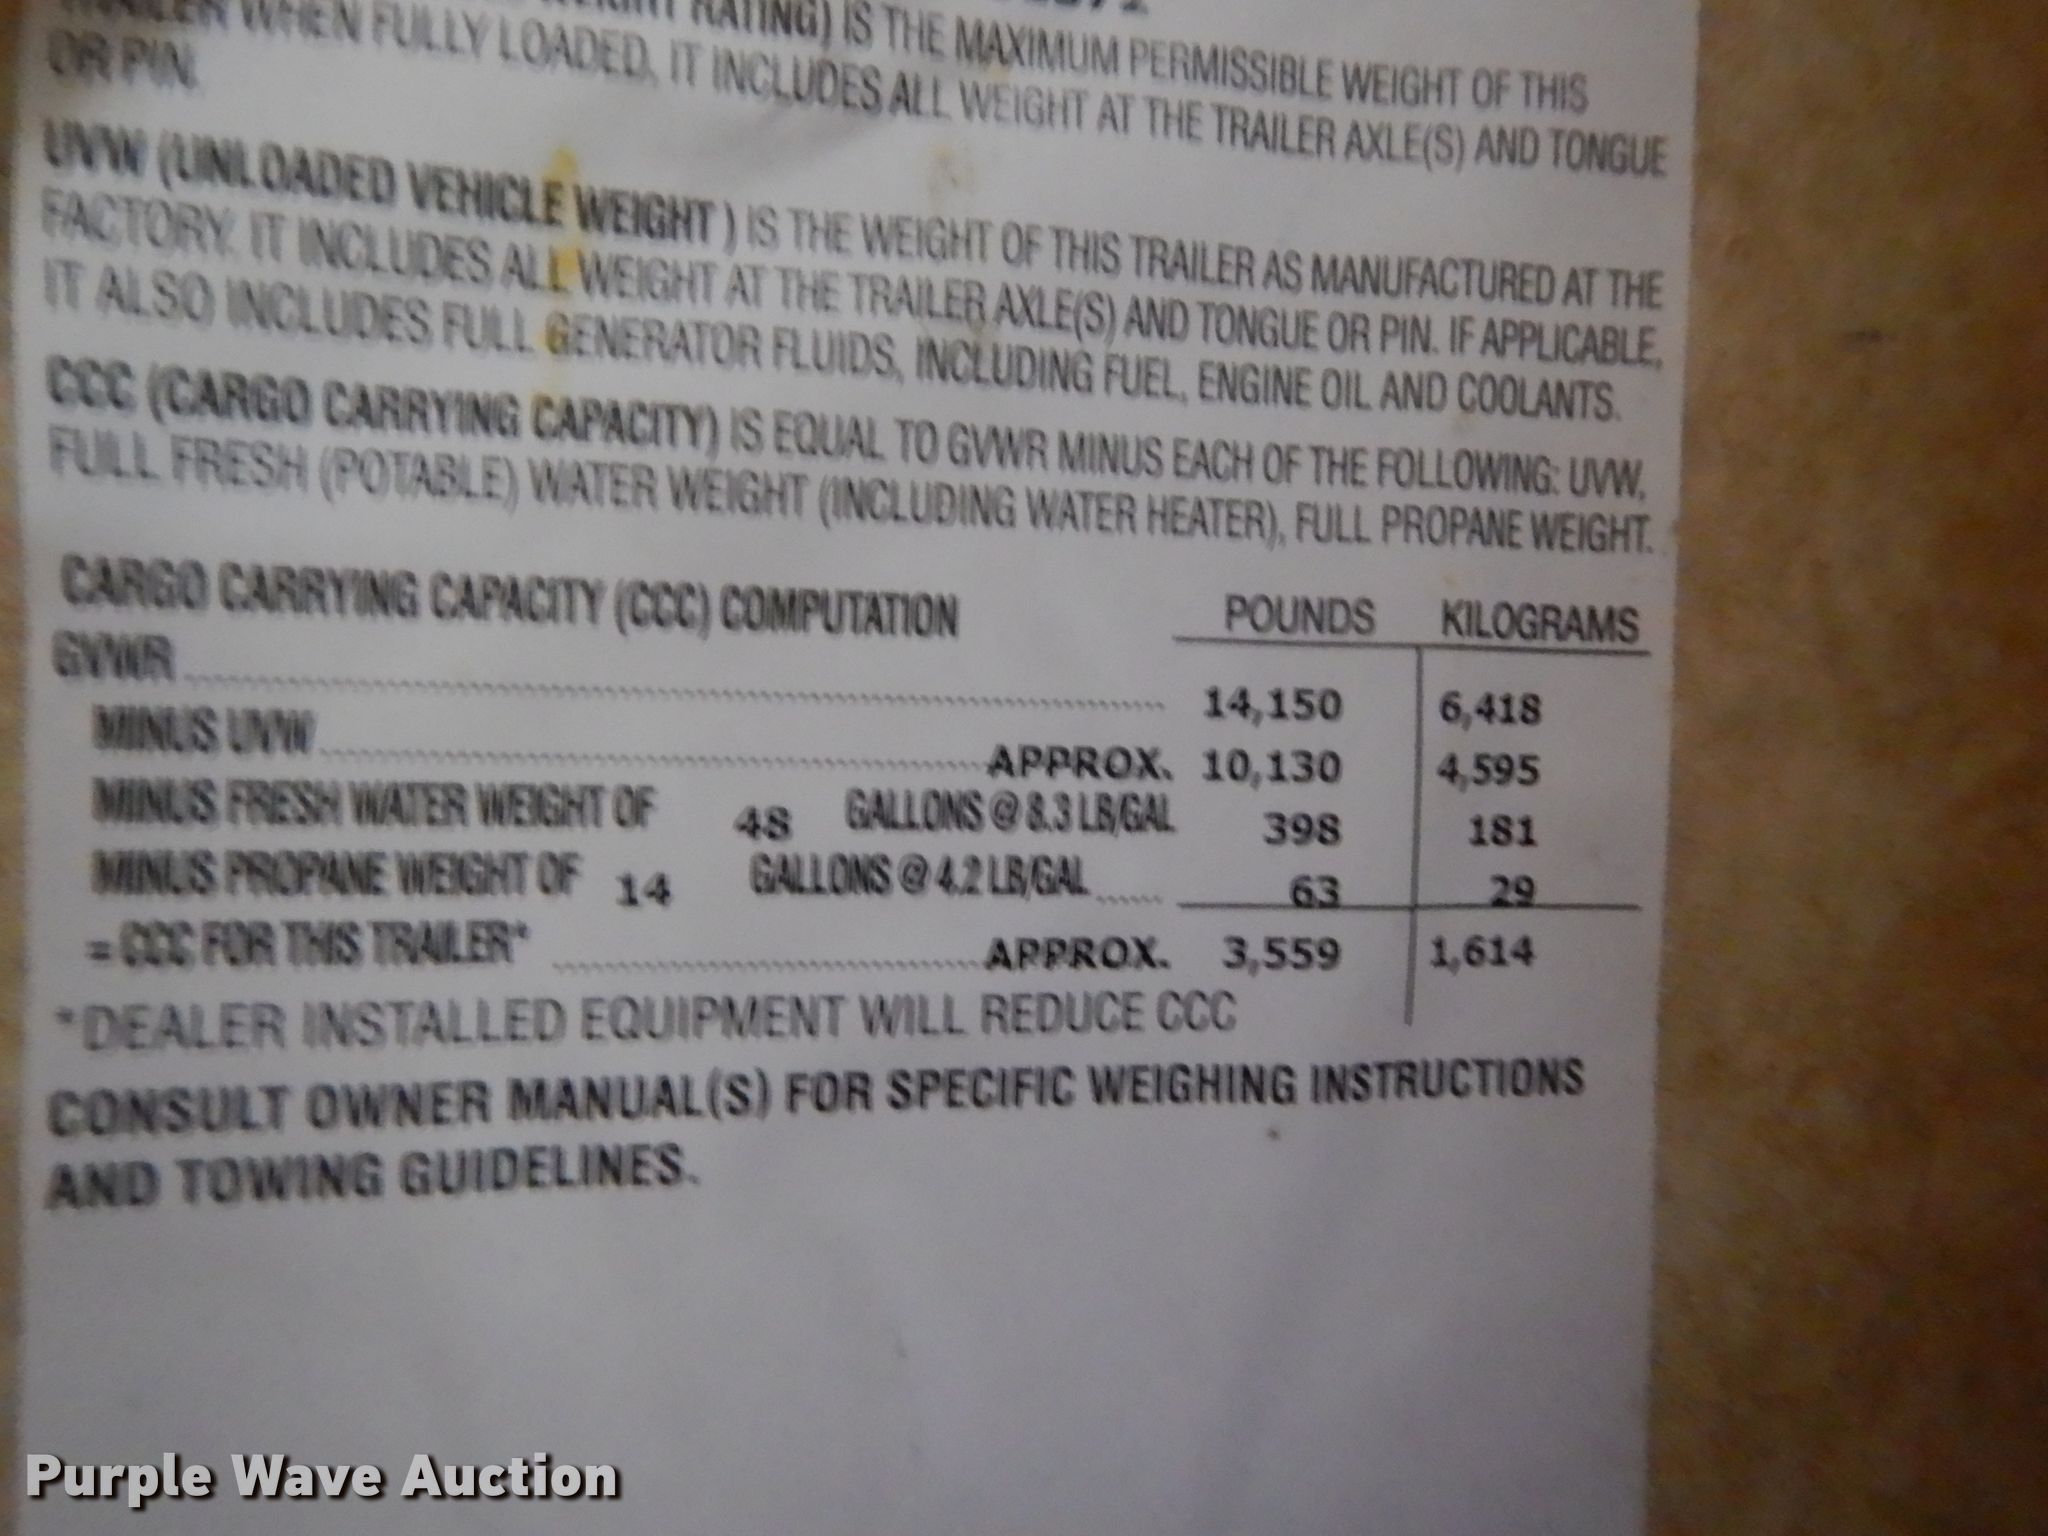 WEIGHT RATING) IS THE MAXIMUM PERMISSIBLE WEIGHT OF THIS
TRAILER WHEN FULLY LOADED, IT INCLUDES ALL WEIGHT AT THE TRAILER AXLE(S) AND TONGUE
OR PIN.
UVW (UNLOADED VEHICLE WEIGHT ) IS THE WEIGHT OF THIS TRAILER AS MANUFACTURED AT THE
FACTORY. IT INCLUDES ALL WEIGHT AT THE TRAILER AXLE(S) AND TONGUE OR PIN. IF APPLICABLE,
IT ALSO INCLUDES FULL GENERATOR FLUIDS, INCLUDING FUEL, ENGINE OIL AND COOLANTS.
CCC (CARGO CARRYING CAPACITY) IS EQUAL TO GVWR MINUS EACH OF THE FOLLOWING: UVW,
FULL FRESH (POTABLE) WATER WEIGHT (INCLUDING WATER HEATER), FULL PROPANE WEIGHT.
CARGO CARRYING CAPACITY (CCC) COMPUTATION POUNDS KILOGRAMS
GVWR 14,150 6,418
MINUS UVW APPROX. 10,130 4,595
MINUS FRESH WATER WEIGHT OF 48 GALLONS @ 8.3 LB/GAL 398 181
MINUS PROPANE WEIGHT OF 14 GALLONS @ 4.2 LB/GAL 63 29
= CCC FOR THIS TRAILER* APPROX. 3,559 1,614
*DEALER INSTALLED EQUIPMENT WILL REDUCE CCC
CONSULT OWNER MANUAL(S) FOR SPECIFIC WEIGHING INSTRUCTIONS
AND TOWING GUIDELINES.
Purple Wave Auction